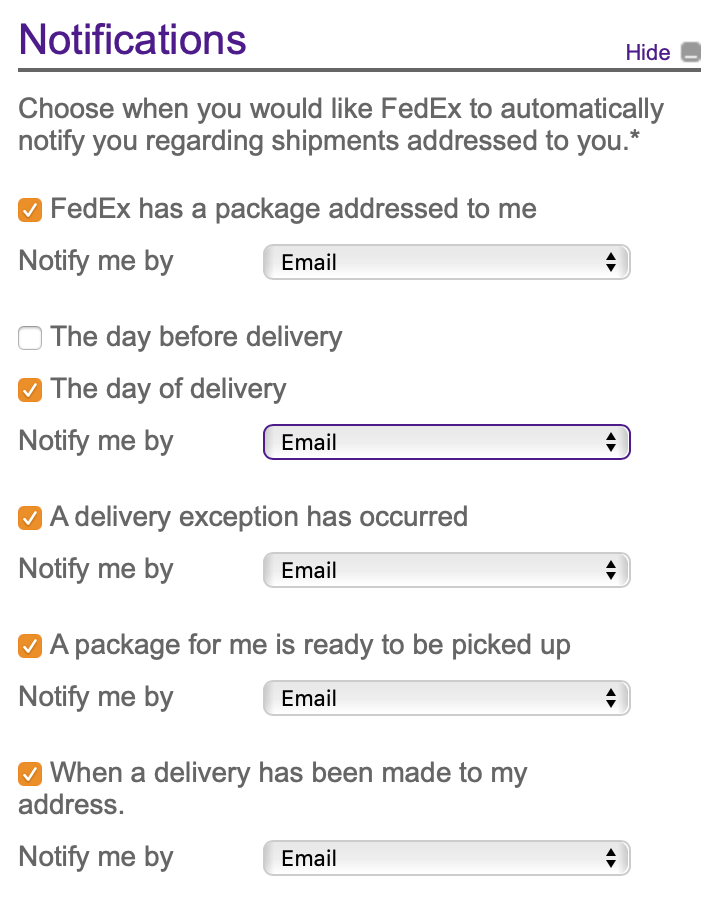 Notifications
Hide
Choose when you would like FedEx to automatically
notify you regarding shipments addressed to you.*
FedEx has a package addressed to me
Notify me by Email
The day before delivery
The day of delivery
Notify me by Email
A delivery exception has occurred
Notify me by Email
A package for me is ready to be picked up
Notify me by Email
When a delivery has been made to my
address.
Notify me by Email